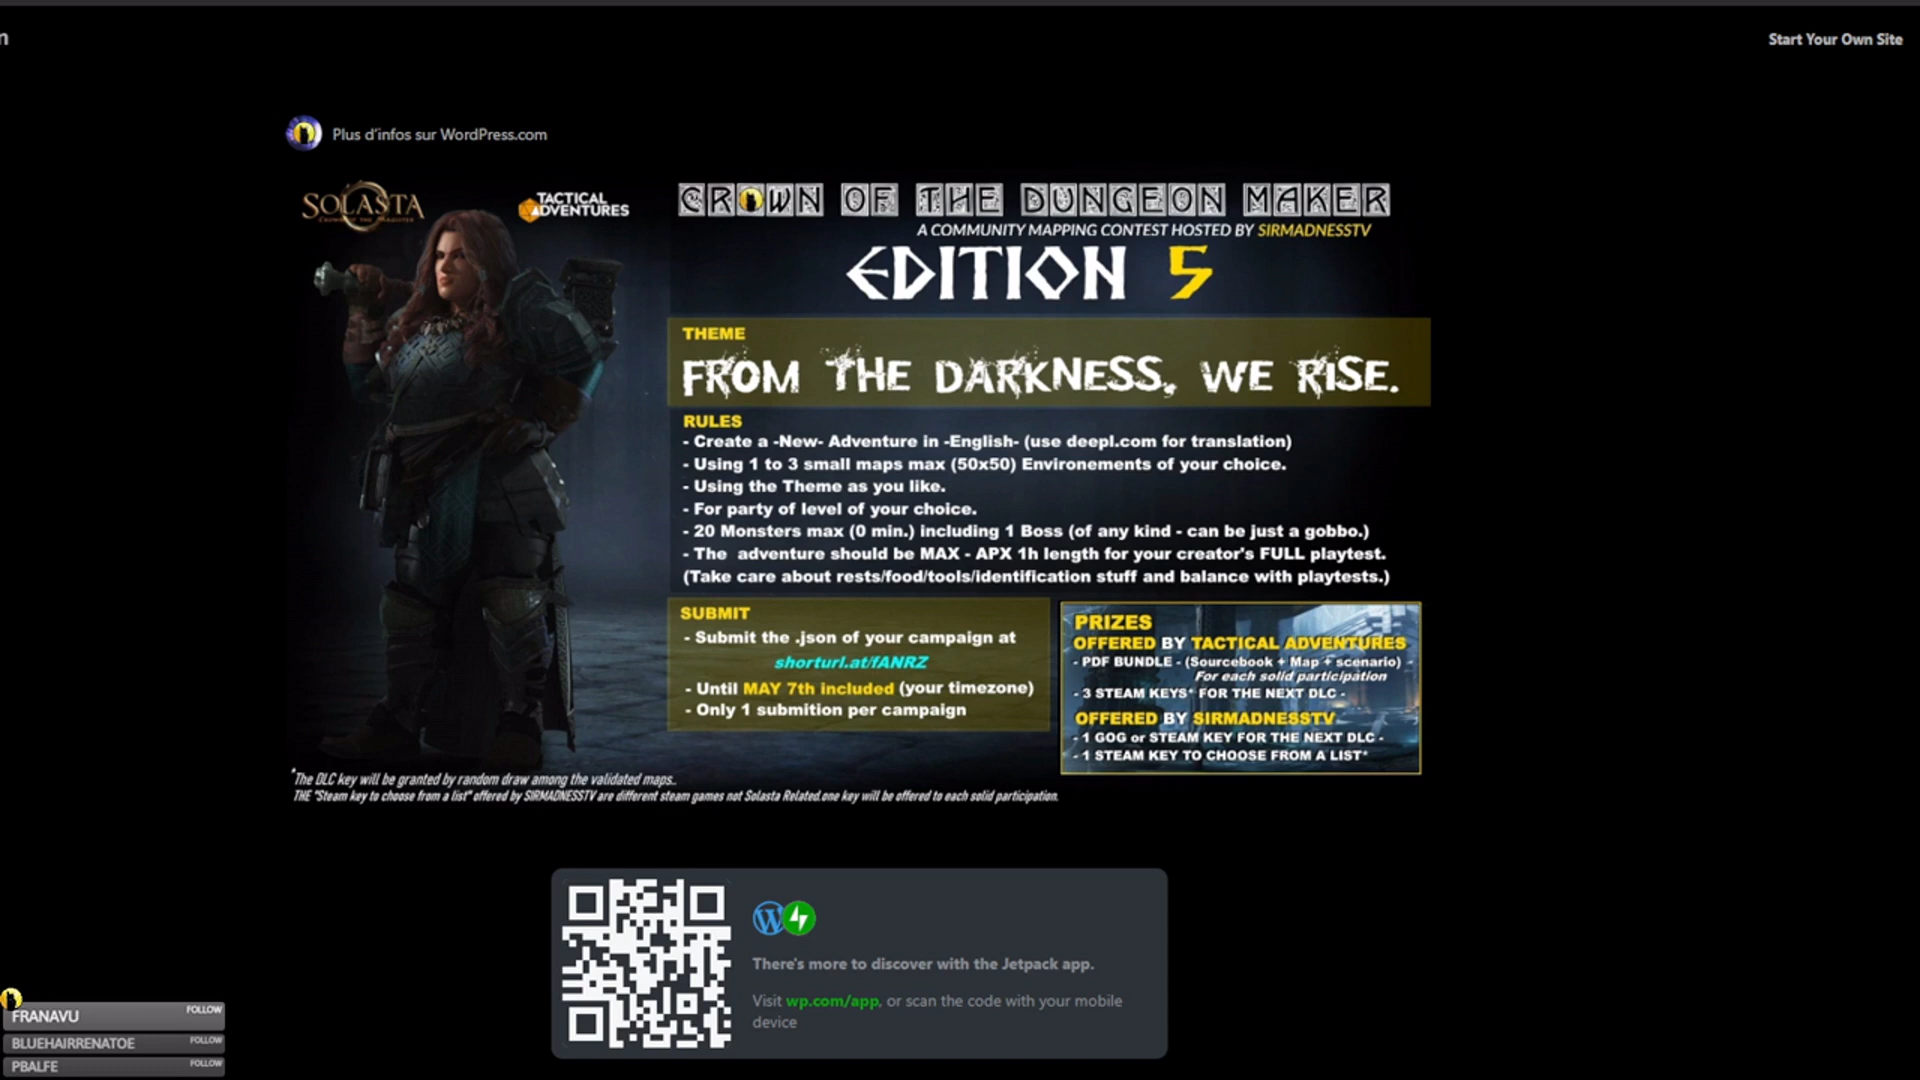 n
Start Your Own Site
Plus d'infos sur WordPress.com
SOLASTA
CROWN OF THE MAGISTER
TACTICAL
ADVENTURES
CROWN OF THE DUNGEON MAKER
A COMMUNITY MAPPING CONTEST HOSTED BY SIRMADNESSTV
EDITION 5
THEME
FROM THE DARKNESS, WE RISE.
RULES
- Create a -New- Adventure in -English- (use deepl.com for translation)
- Using 1 to 3 small maps max (50x50) Environements of your choice.
- Using the Theme as you like.
- For party of level of your choice.
- 20 Monsters max (0 min.) including 1 Boss (of any kind - can be just a gobbo.)
- The adventure should be MAX - APX 1h length for your creator's FULL playtest.
(Take care about rests/food/tools/identification stuff and balance with playtests.)
SUBMIT
- Submit the .json of your campaign at
shorturl.at/fANRZ
- Until MAY 7th included (your timezone)
- Only 1 submition per campaign
PRIZES
OFFERED BY TACTICAL ADVENTURES
- PDF BUNDLE - (Sourcebook + Map + scenario) -
For each solid participation
- 3 STEAM KEYS* FOR THE NEXT DLC -
OFFERED BY SIRMADNESSTV
- 1 GOG or STEAM KEY FOR THE NEXT DLC -
- 1 STEAM KEY TO CHOOSE FROM A LIST*
*The DLC key will be granted by random draw among the validated maps..
THE "Steam key to choose from a list" offered by SIRMADNESSTV are different steam games not Solasta Related.one key will be offered to each solid participation.
There's more to discover with the Jetpack app.
Visit wp.com/app, or scan the code with your mobile
device
FRANAVU FOLLOW
BLUEHAIRRENATOE FOLLOW
PBALFE FOLLOW